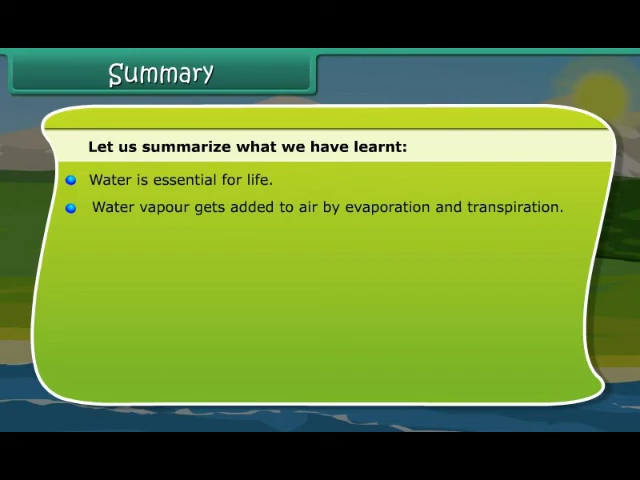 Summary
Let us summarize what we have learnt:
Water is essential for life.
Water vapour gets added to air by evaporation and transpiration.